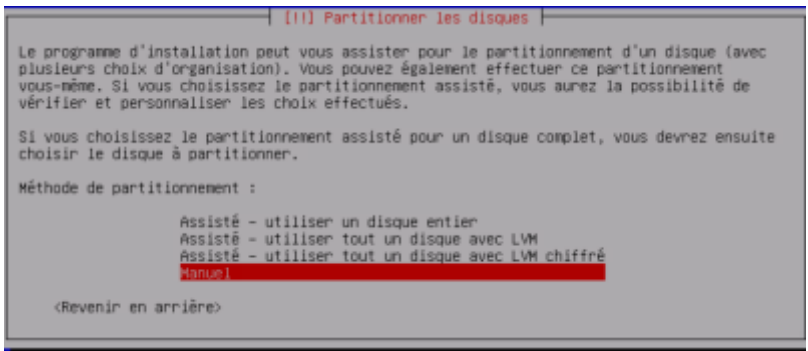 [!!] Partitionner les disques
Le programme d'installation peut vous assister pour le partitionnement d'un disque (avec
plusieurs choix d'organisation). Vous pouvez également effectuer ce partitionnement
vous-même. Si vous choisissez le partitionnement assisté, vous aurez la possibilité de
vérifier et personnaliser les choix effectués.
Si vous choisissez le partitionnement assisté pour un disque complet, vous devrez ensuite
choisir le disque à partitionner.
Méthode de partitionnement :
Assisté - utiliser un disque entier
Assisté - utiliser tout un disque avec LVM
Assisté - utiliser tout un disque avec LVM chiffré
Manuel
<Revenir en arrière>